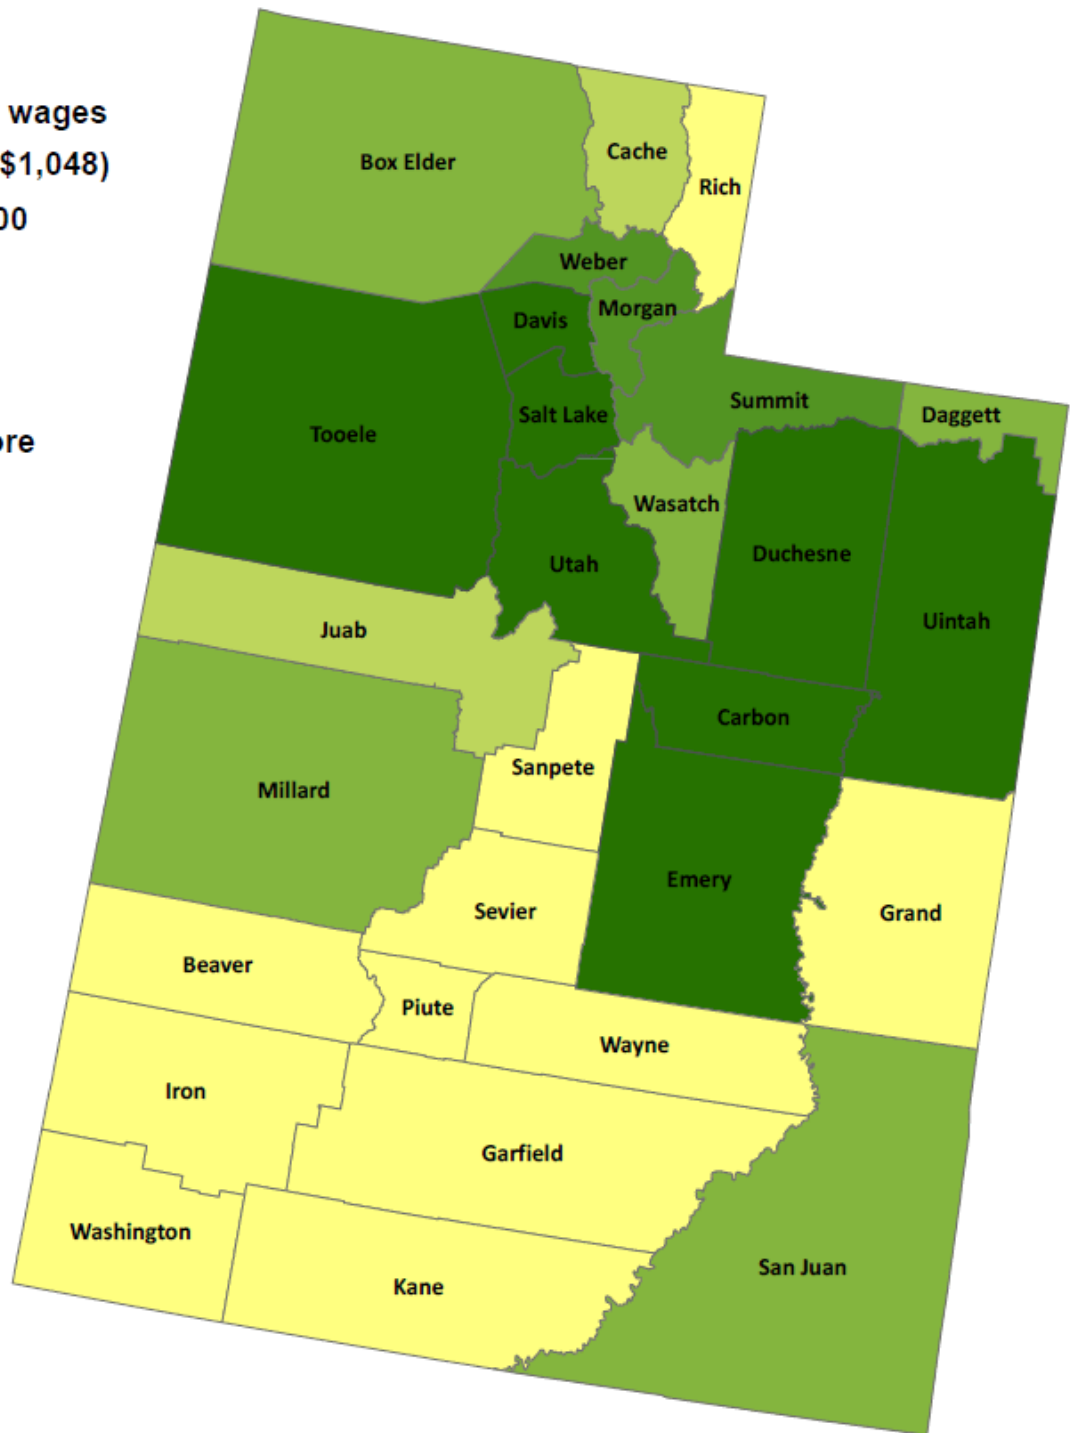 wages
$1,048)
00
ore
Box Elder
Cache
Rich
Weber
Morgan
Davis
Summit
Daggett
Salt Lake
Tooele
Wasatch
Duchesne
Utah
Uintah
Juab
Carbon
Sanpete
Millard
Emery
Sevier
Grand
Beaver
Piute
Wayne
Iron
Garfield
Washington
San Juan
Kane